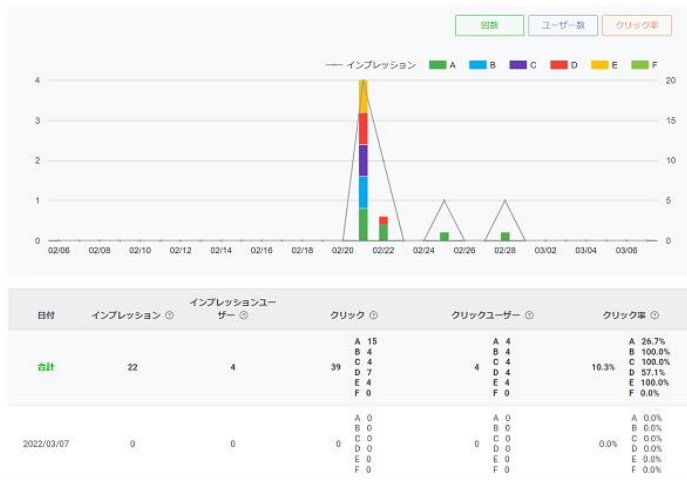 回数 ユーザー数 クリック率
インプレッション A B C D E F
4 20
3 15
2 10
1 5
0 0
02/06 02/08 02/10 02/12 02/14 02/16 02/18 02/20 02/22 02/24 02/26 02/28 03/02 03/04 03/06
日付 インプレッション ? インプレッションユーザー ? クリック ? クリックユーザー ? クリック率 ?
合計 22 4 39 4 10.3%
A 15 A 4 A 26.7%
B 4 B 4 B 100.0%
C 4 C 4 C 100.0%
D 7 D 4 D 57.1%
E 4 E 4 E 100.0%
F 0 F 0 F 0.0%
2022/03/07 0 0 0 0 0.0%
A 0 A 0 A 0.0%
B 0 B 0 B 0.0%
C 0 C 0 C 0.0%
D 0 D 0 D 0.0%
E 0 E 0 E 0.0%
F 0 F 0 F 0.0%